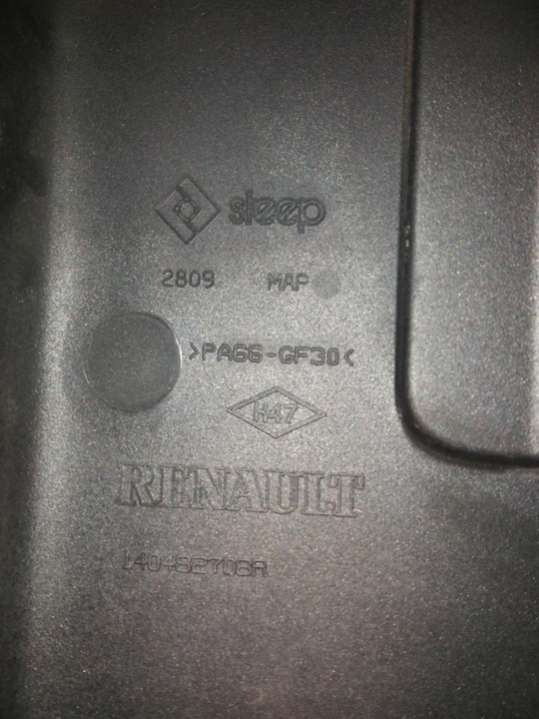 sleep
2809 MAP
>PA66-GF30<
H47
RENAULT